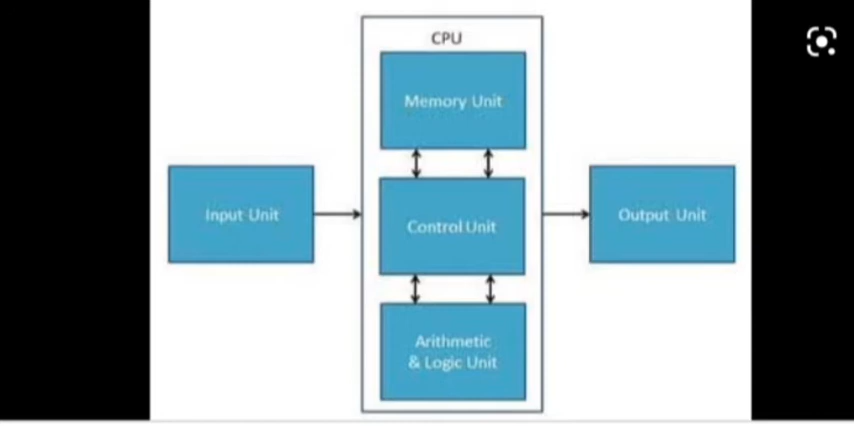 CPU
Memory Unit
Input Unit
Control Unit
Output Unit
Arithmetic
& Logic Unit